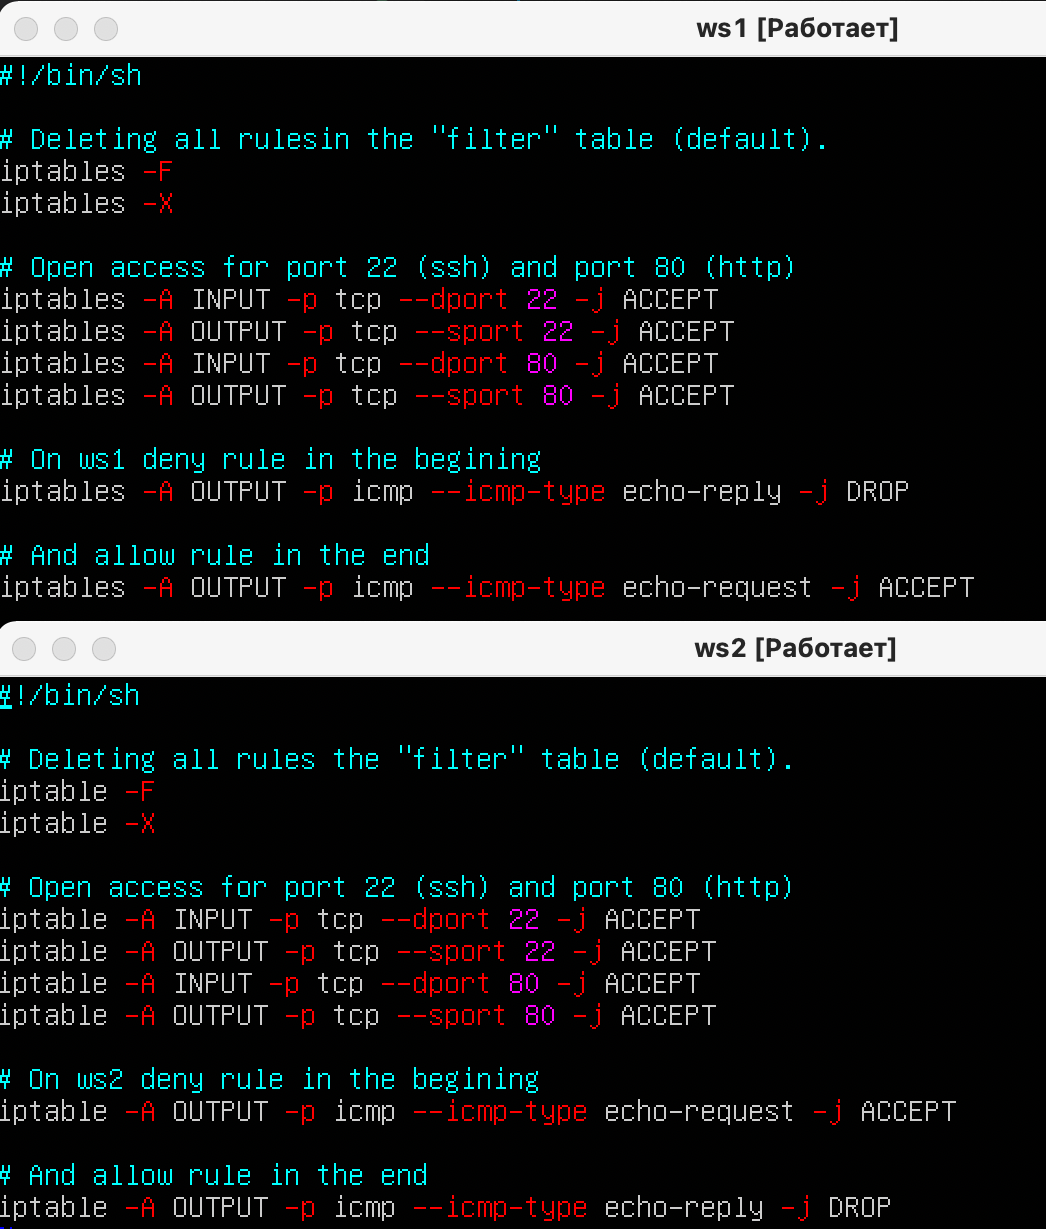 ws1 [Работает]
#!/bin/sh
# Deleting all rulesin the "filter" table (default).
iptables -F
iptables -X
# Open access for port 22 (ssh) and port 80 (http)
iptables -A INPUT -p tcp --dport 22 -j ACCEPT
iptables -A OUTPUT -p tcp --sport 22 -j ACCEPT
iptables -A INPUT -p tcp --dport 80 -j ACCEPT
iptables -A OUTPUT -p tcp --sport 80 -j ACCEPT
# On ws1 deny rule in the begining
iptables -A OUTPUT -p icmp --icmp-type echo-reply -j DROP
# And allow rule in the end
iptables -A OUTPUT -p icmp --icmp-type echo-request -j ACCEPT
ws2 [Работает]
#!/bin/sh
# Deleting all rules the "filter" table (default).
iptable -F
iptable -X
# Open access for port 22 (ssh) and port 80 (http)
iptable -A INPUT -p tcp --dport 22 -j ACCEPT
iptable -A OUTPUT -p tcp --sport 22 -j ACCEPT
iptable -A INPUT -p tcp --dport 80 -j ACCEPT
iptable -A OUTPUT -p tcp --sport 80 -j ACCEPT
# On ws2 deny rule in the begining
iptable -A OUTPUT -p icmp --icmp-type echo-request -j ACCEPT
# And allow rule in the end
iptable -A OUTPUT -p icmp --icmp-type echo-reply -j DROP